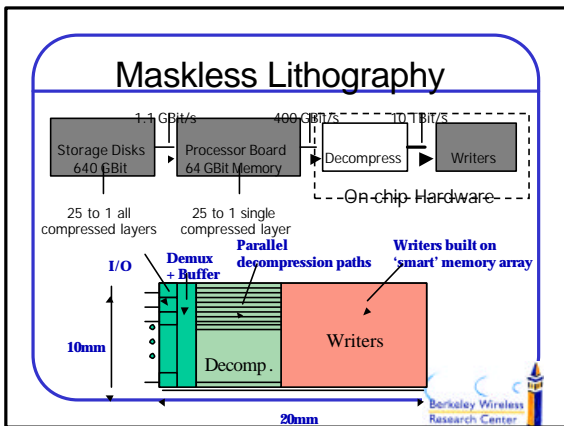 Maskless Lithography
1.1 GBit/s
400 GBit/s
10 TBit/s
Storage Disks
640 GBit
Processor Board
64 GBit Memory
Decompress
Writers
On-chip Hardware
25 to 1 all
compressed layers
25 to 1 single
compressed layer
I/O
Demux
+ Buffer
Parallel
decompression paths
Writers built on
‘smart’ memory array
10mm
Decomp.
Writers
20mm
Berkeley Wireless
Research Center